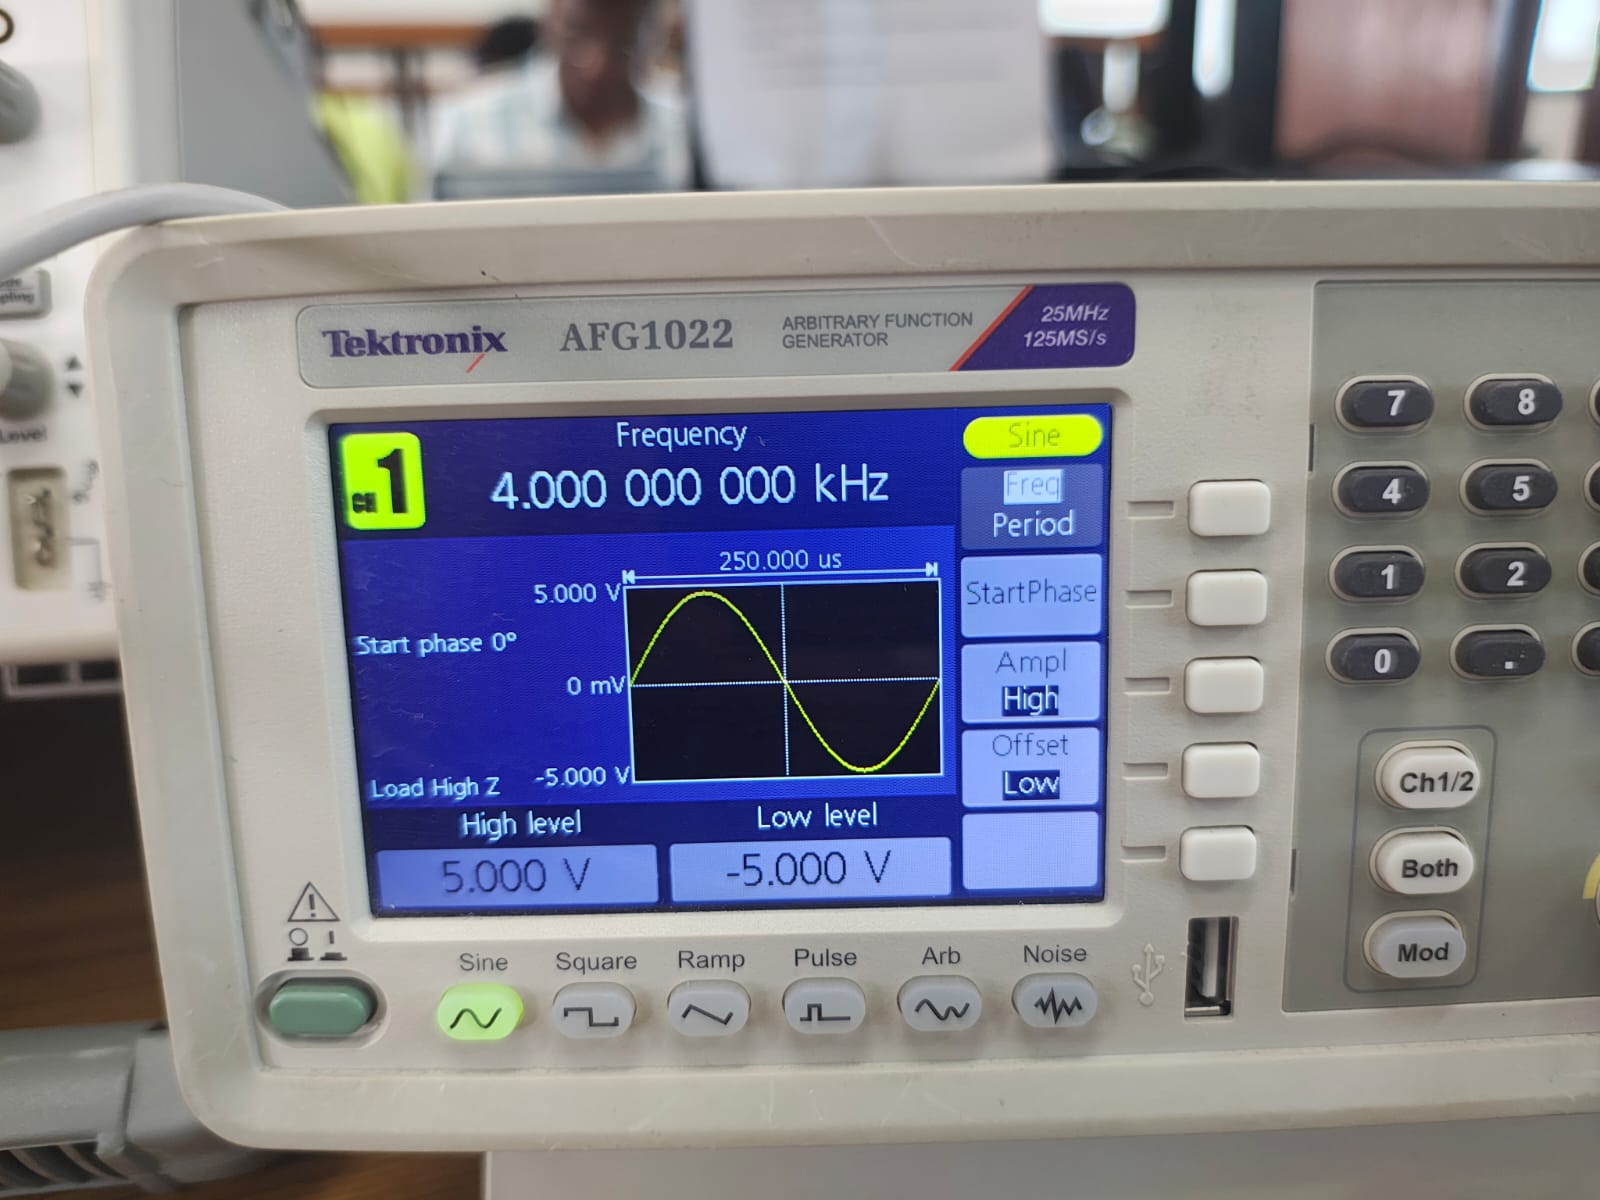 Level
Tektronix AFG1022 ARBITRARY FUNCTION GENERATOR
25MHz
125MS/s
CH1
Frequency
4.000 000 000 kHz
Sine
Freq
Period
StartPhase
Ampl
High
Offset
Low
250.000 us
5.000 V
Start phase 0°
0 mV
Load High Z
-5.000 V
High level
Low level
5.000 V
-5.000 V
Sine
Square
Ramp
Pulse
Arb
Noise
7
8
4
5
1
2
0
.
Ch1/2
Both
Mod